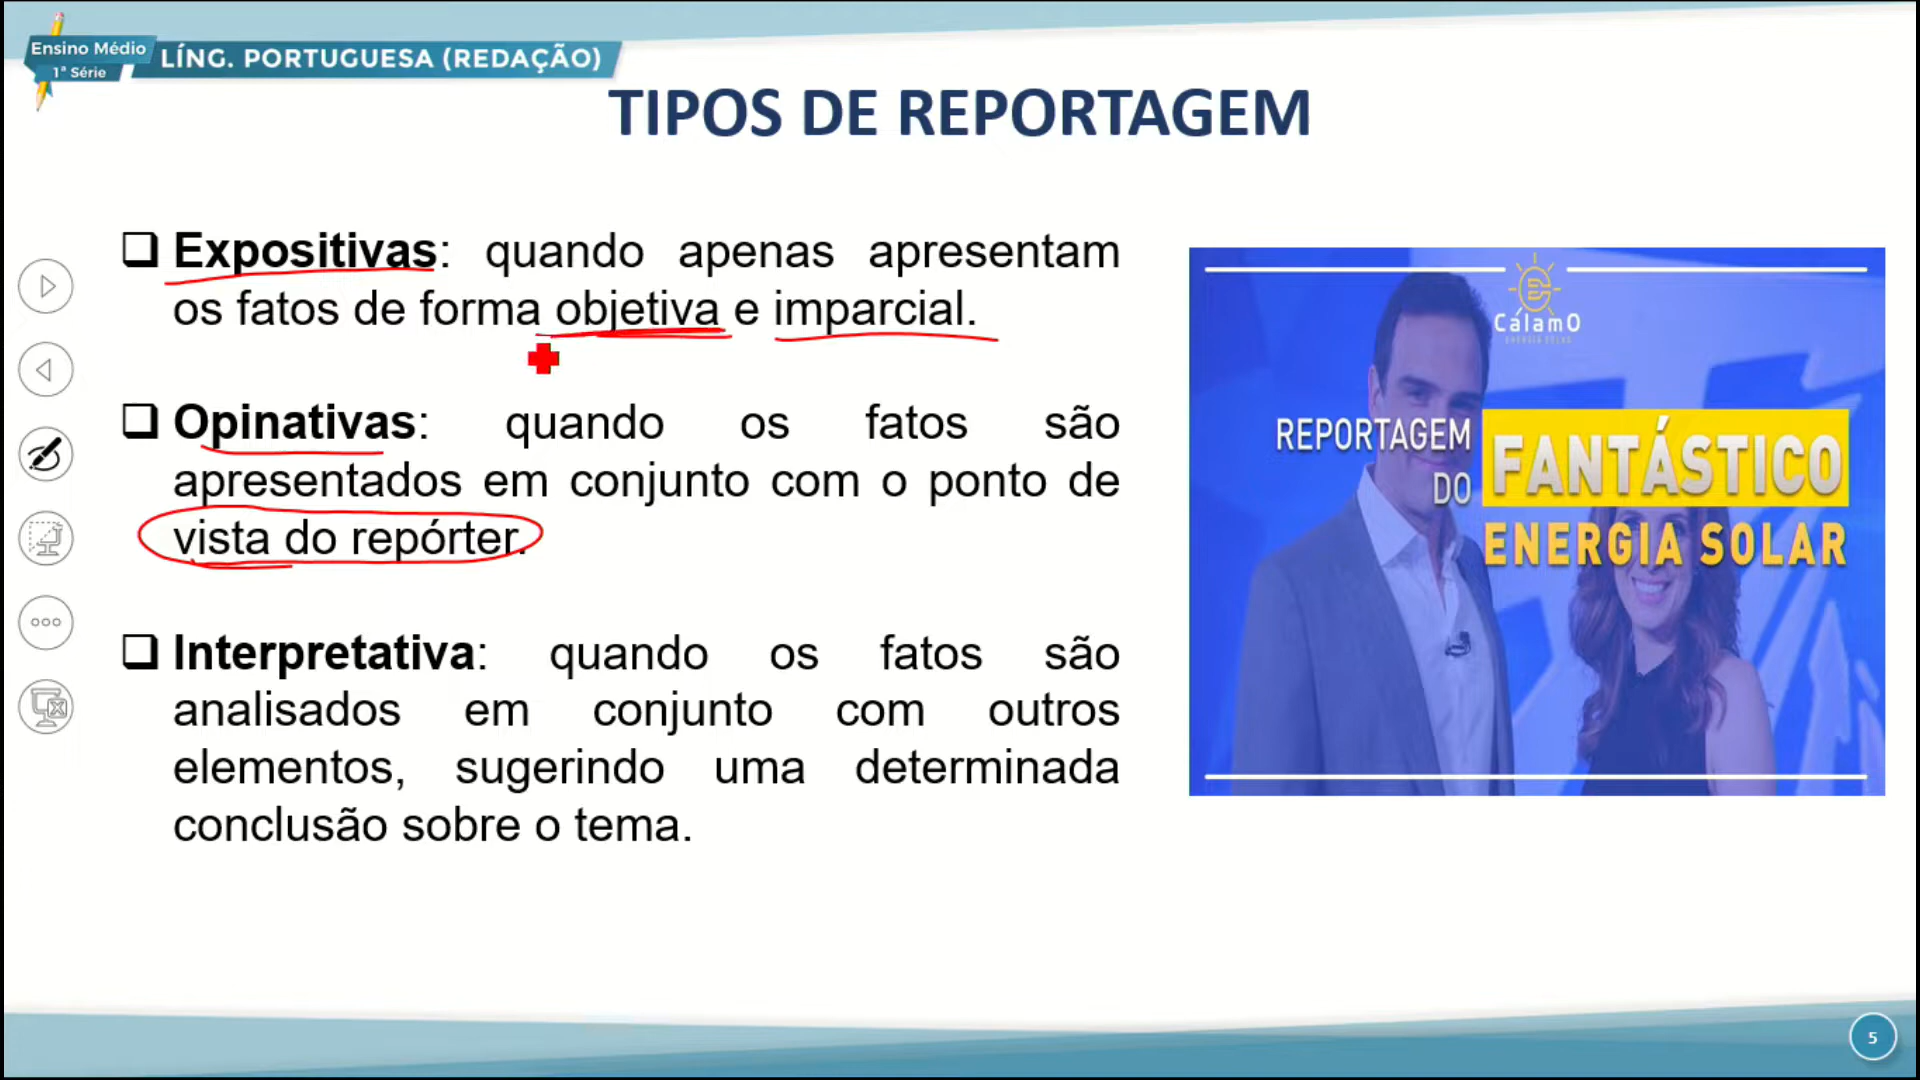 Ensino Médio
1ª Série
LÍNG. PORTUGUESA (REDAÇÃO)
TIPOS DE REPORTAGEM
Expositivas: quando apenas apresentam
os fatos de forma objetiva e imparcial.
Opinativas: quando os fatos são
apresentados em conjunto com o ponto de
vista do repórter.
Interpretativa: quando os fatos são
analisados em conjunto com outros
elementos, sugerindo uma determinada
conclusão sobre o tema.
CálamO
ENERGIA SOLAR
REPORTAGEM
DO FANTÁSTICO
ENERGIA SOLAR
5